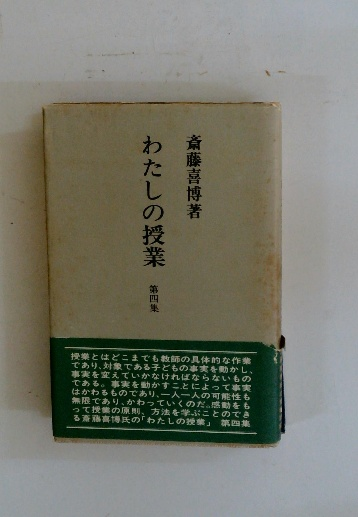 斎藤喜博著
わたしの授業
第四集
授業とはどこまでも教師の具体的な作業
であり、対象である子どもの事実を動かし、
事実を変えていかなければならないもの
である。事実を動かすことによって事実
はかわるものであり、一人一人の可能性も
無限であり、かわっていくのだ。感動をも
って授業の原則、方法を学ぶことのでき
る斎藤喜博氏の「わたしの授業」 第四集